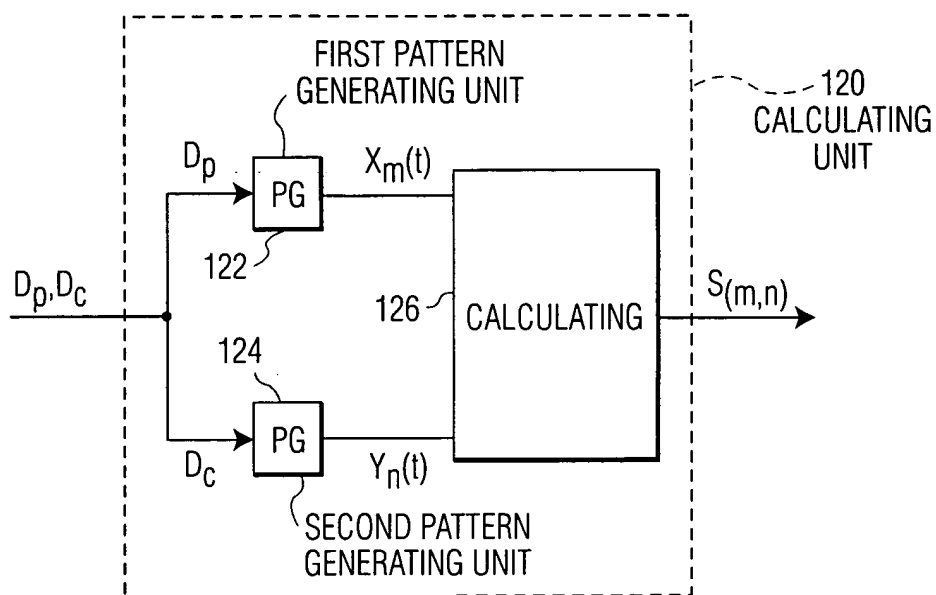 FIRST PATTERN
GENERATING UNIT
120
CALCULATING
UNIT
Dp
PG
Xm(t)
122
Dp,Dc
126
CALCULATING
S(m,n)
124
PG
Dc
Yn(t)
SECOND PATTERN
GENERATING UNIT